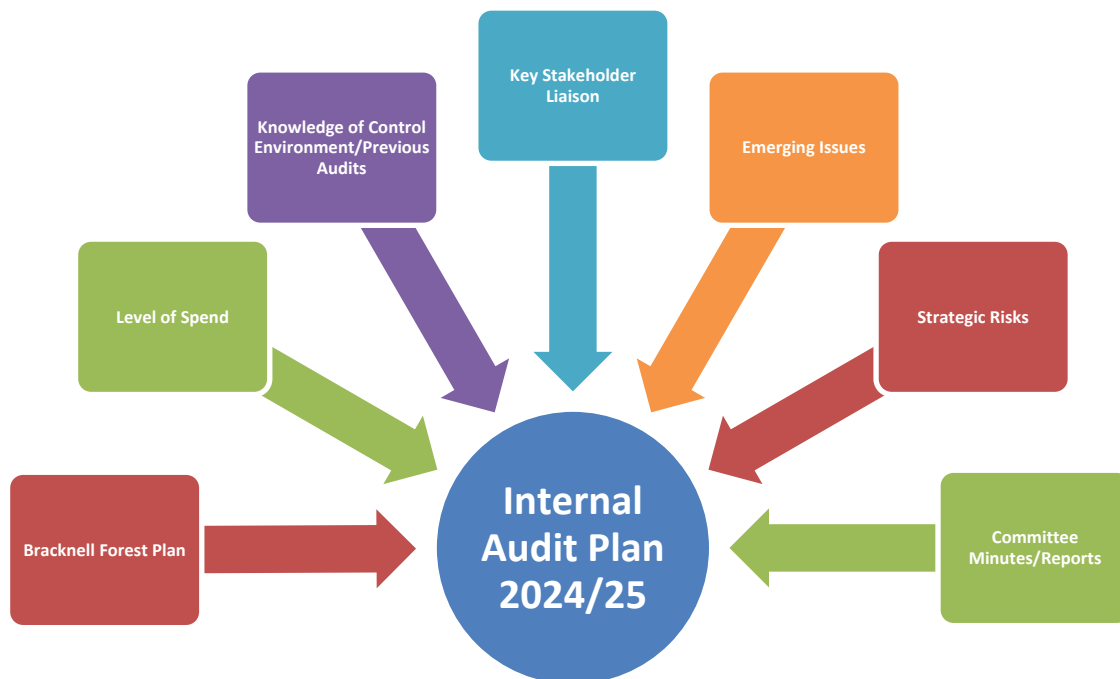 Key Stakeholder
Liaison
Knowledge of Control
Environment/Previous
Audits
Emerging Issues
Level of Spend
Strategic Risks
Bracknell Forest Plan
Internal
Audit Plan
2024/25
Committee
Minutes/Reports